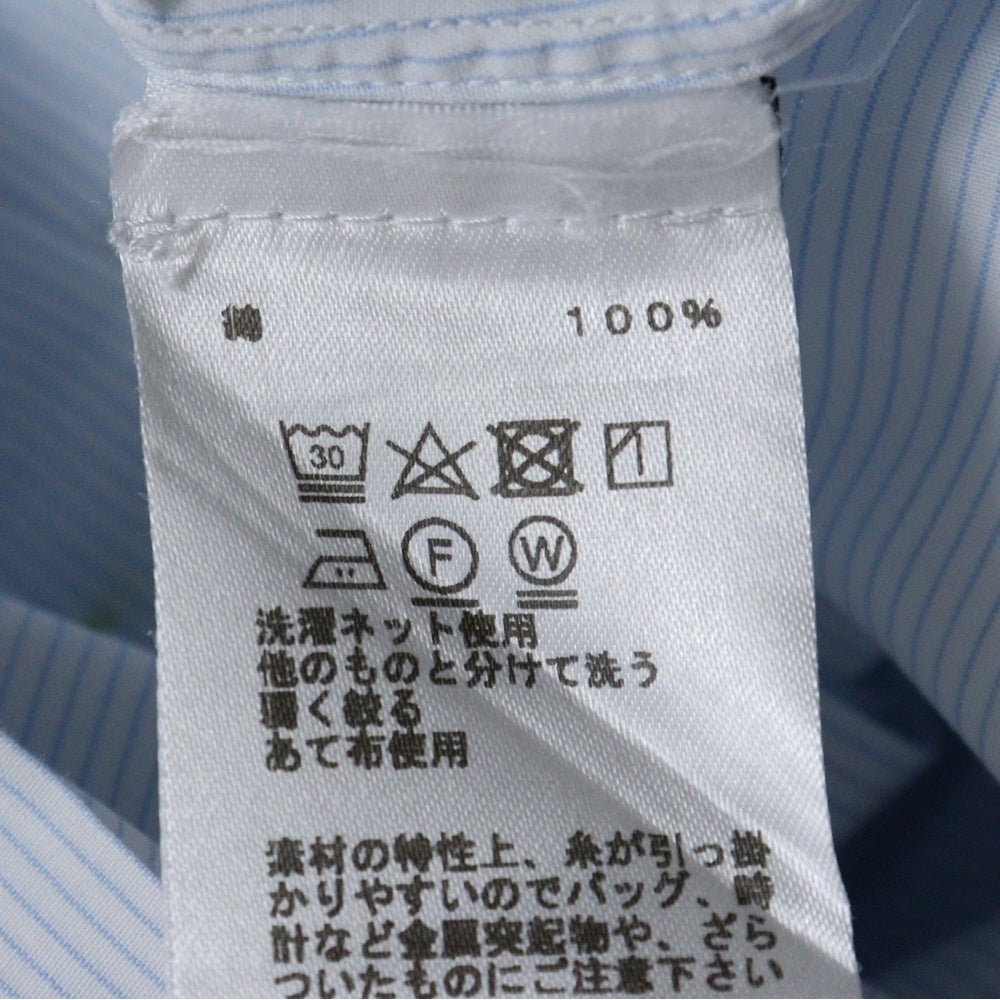 綿 100%
30
F W
洗濯ネット使用
他のものと分けて洗う
弱く絞る
あて布使用
素材の特性上、糸が引っ掛
かりやすいのでバッグ、時
計など金属突起物や、ざら
ついたものにご注意下さい